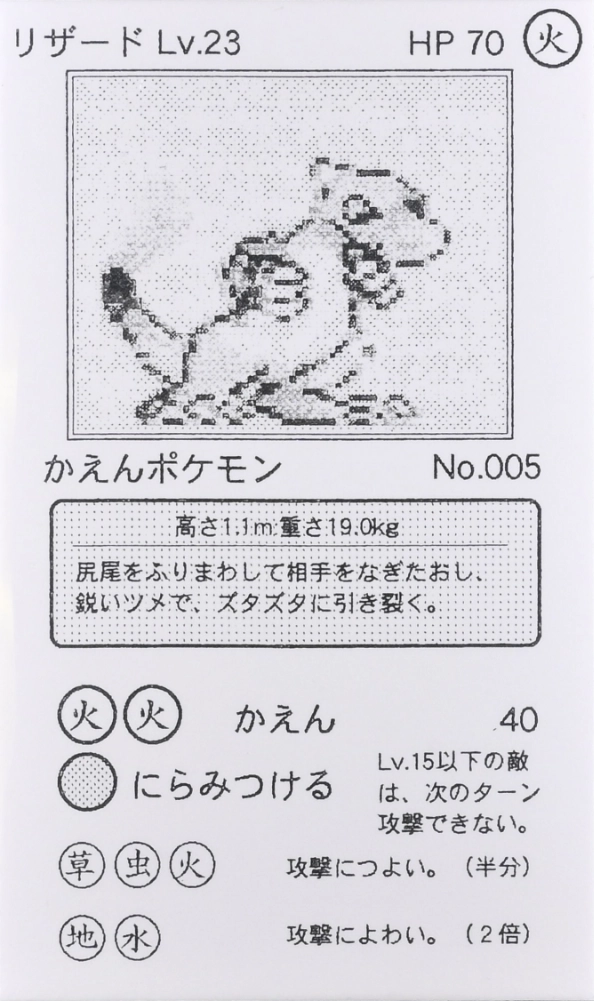 リザード Lv.23 HP 70 火
かえんポケモン No.005
高さ1.1m:重さ19.0kg
尻尾をふりまわして相手をなぎたおし、
鋭いツメで、ズタズタに引き裂く。
火 火 かえん 40
にらみつける
Lv.15以下の敵
は、次のターン
攻撃できない。
草 虫 火 攻撃につよい。（半分）
地 水 攻撃によわい。（2倍）